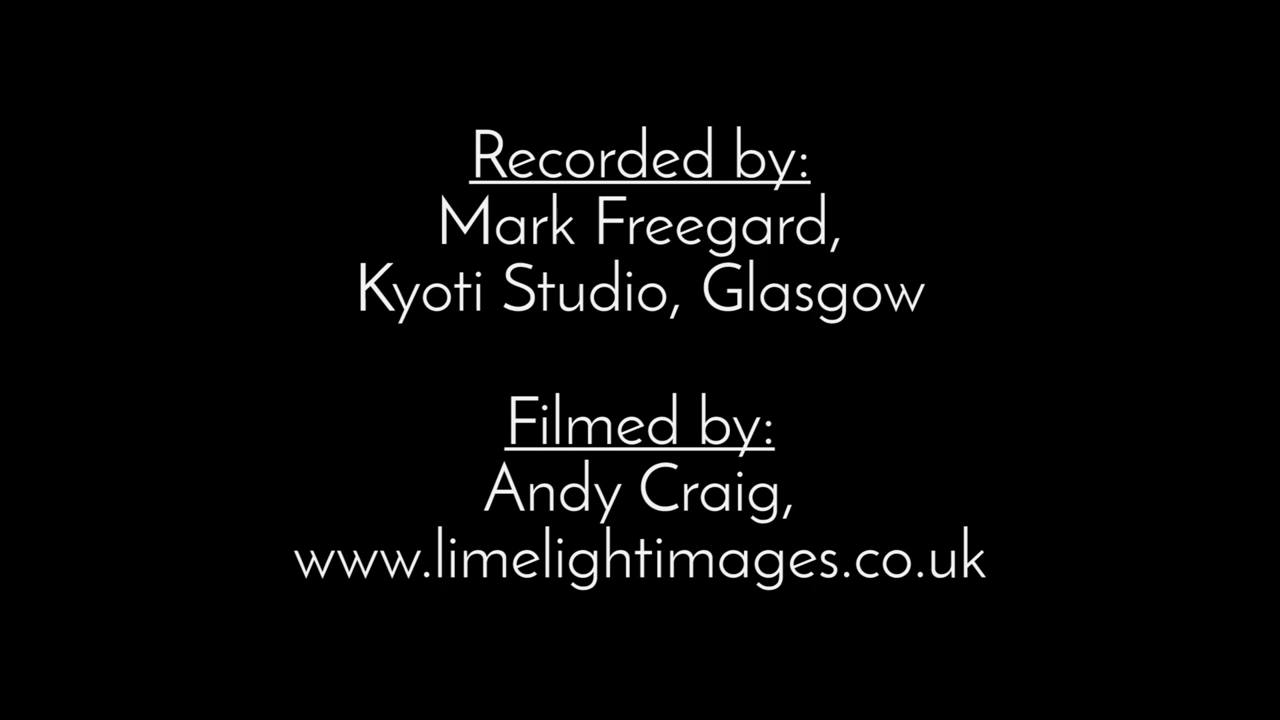 Recorded by:
Mark Freegard,
Kyoti Studio, Glasgow
Filmed by:
Andy Craig,
www.limelightimages.co.uk